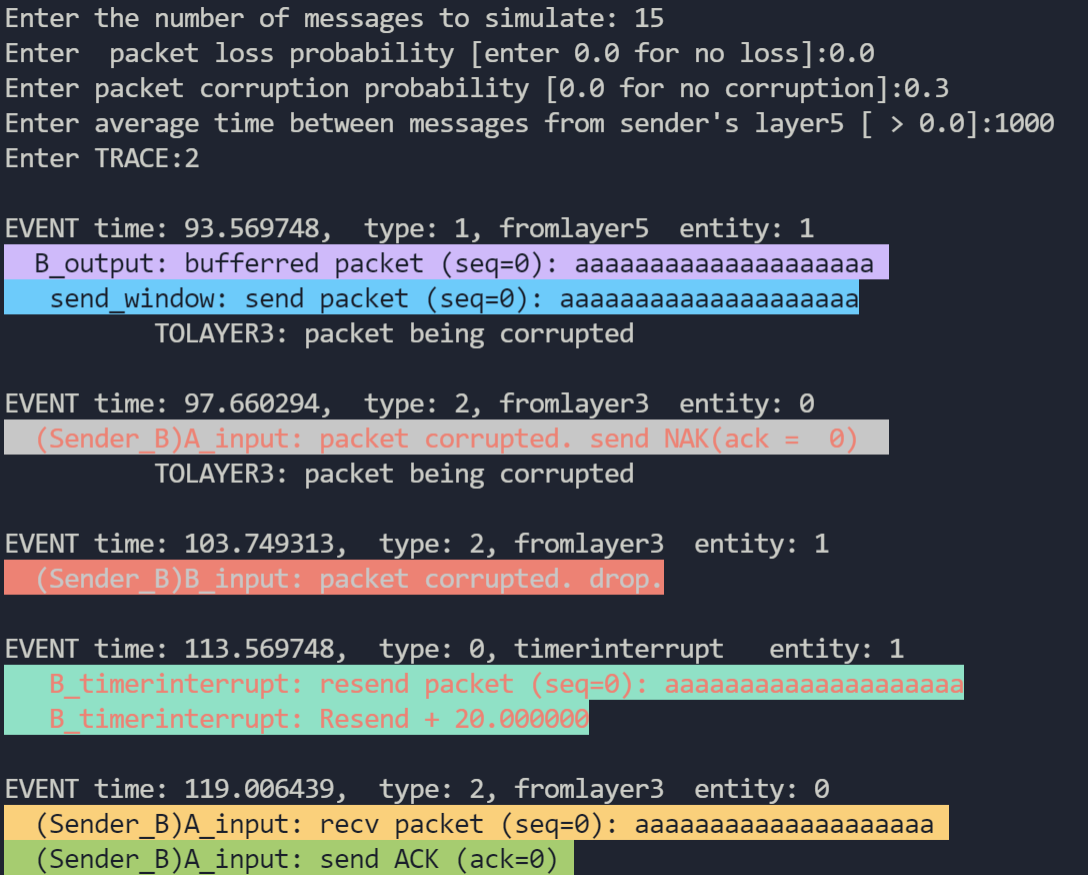 Enter the number of messages to simulate: 15
Enter  packet loss probability [enter 0.0 for no loss]:0.0
Enter packet corruption probability [0.0 for no corruption]:0.3
Enter average time between messages from sender's layer5 [ > 0.0]:1000
Enter TRACE:2
EVENT time: 93.569748,  type: 1, fromlayer5  entity: 1
B_output: bufferred packet (seq=0): aaaaaaaaaaaaaaaaaaaa
send_window: send packet (seq=0): aaaaaaaaaaaaaaaaaaaa
TOLAYER3: packet being corrupted
EVENT time: 97.660294,  type: 2, fromlayer3  entity: 0
(Sender_B)A_input: packet corrupted. send NAK(ack =  0)
TOLAYER3: packet being corrupted
EVENT time: 103.749313,  type: 2, fromlayer3  entity: 1
(Sender_B)B_input: packet corrupted. drop.
EVENT time: 113.569748,  type: 0, timerinterrupt   entity: 1
B_timerinterrupt: resend packet (seq=0): aaaaaaaaaaaaaaaaaaaa
B_timerinterrupt: Resend + 20.000000
EVENT time: 119.006439,  type: 2, fromlayer3  entity: 0
(Sender_B)A_input: recv packet (seq=0): aaaaaaaaaaaaaaaaaaaa
(Sender_B)A_input: send ACK (ack=0)